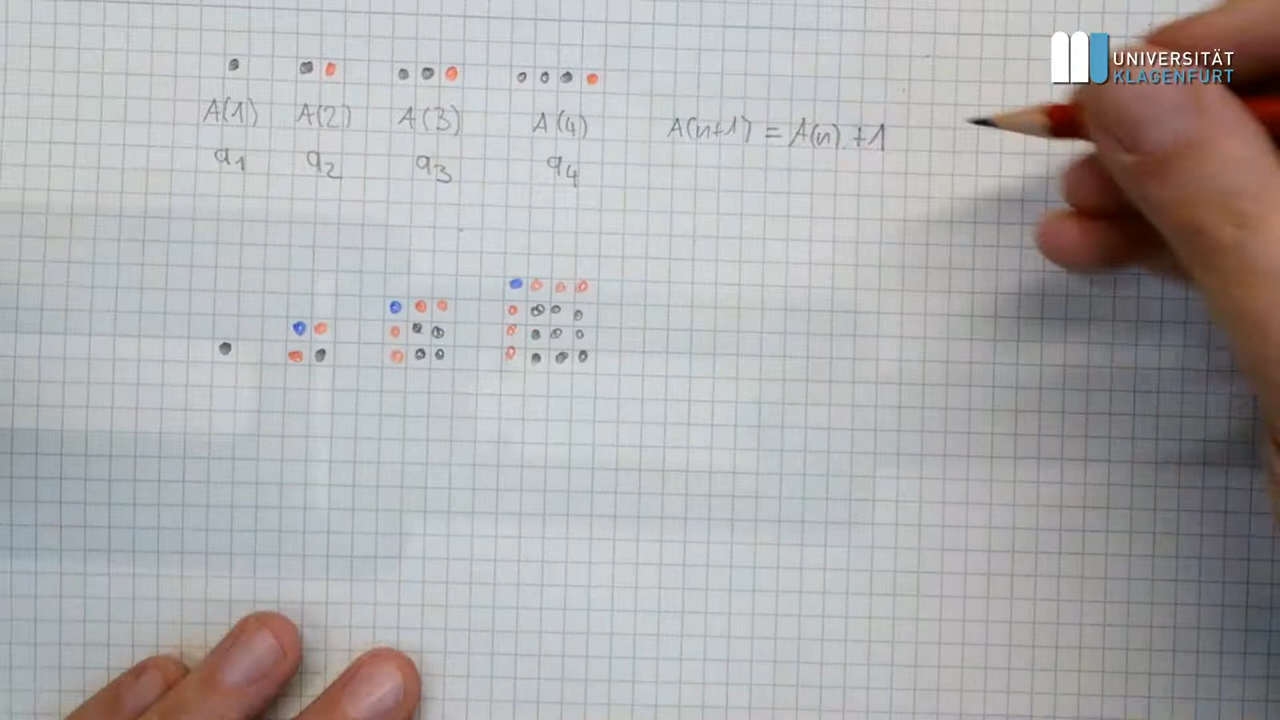 UNIVERSITÄT
KLAGENFURT
A(1) A(2) A(3) A(4) A(n+1) = A(n) + 1
a1 a2 a3 a4